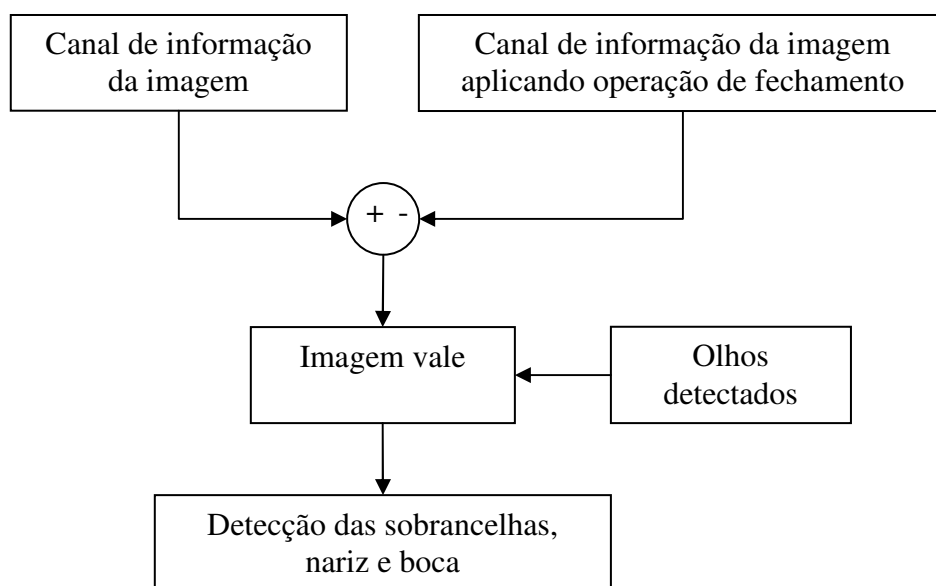 Canal de informação
da imagem
Canal de informação da imagem
aplicando operação de fechamento
+ -
Imagem vale
Olhos
detectados
Detecção das sobrancelhas,
nariz e boca